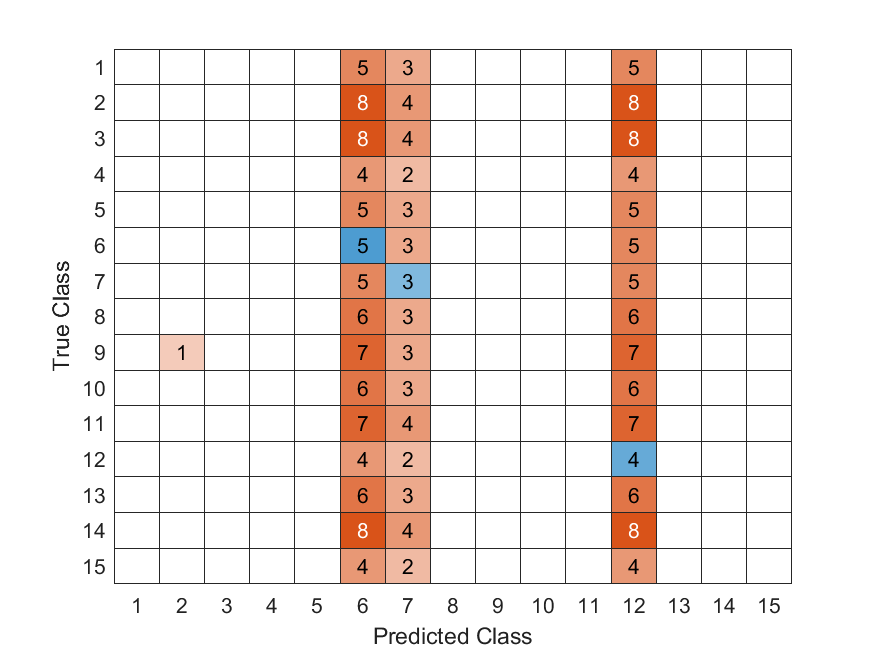 1 5 3 5
2 8 4 8
3 8 4 8
4 4 2 4
5 5 3 5
6 5 3 5
7 5 3 5
8 6 3 6
9 1 7 3 7
10 6 3 6
11 7 4 7
12 4 2 4
13 6 3 6
14 8 4 8
15 4 2 4
1 2 3 4 5 6 7 8 9 10 11 12 13 14 15
Predicted Class
True Class